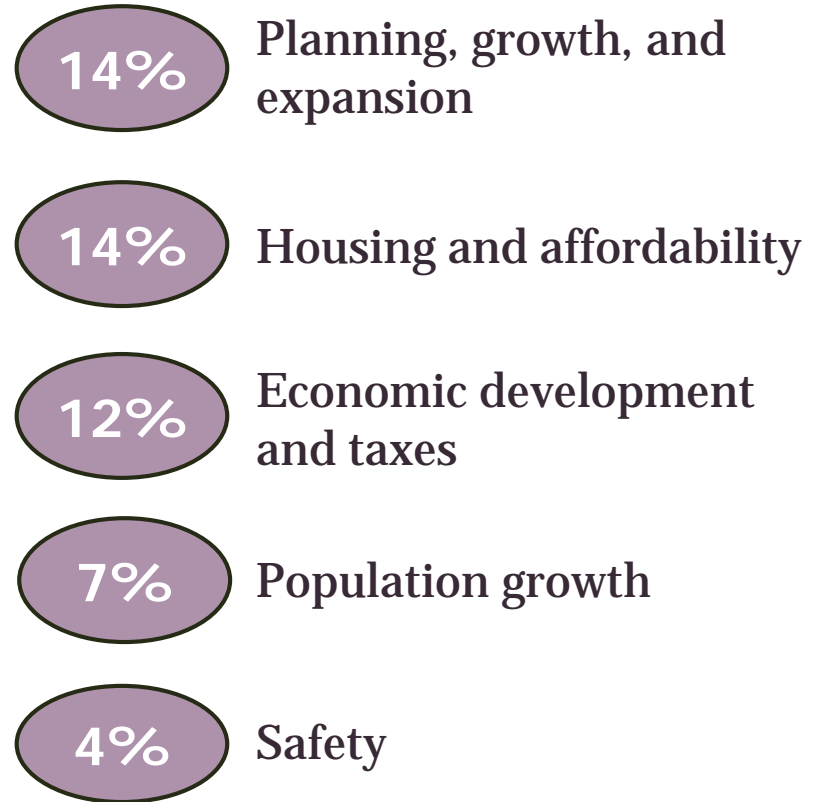 14%
Planning, growth, and
expansion
14%
Housing and affordability
12%
Economic development
and taxes
7%
Population growth
4%
Safety